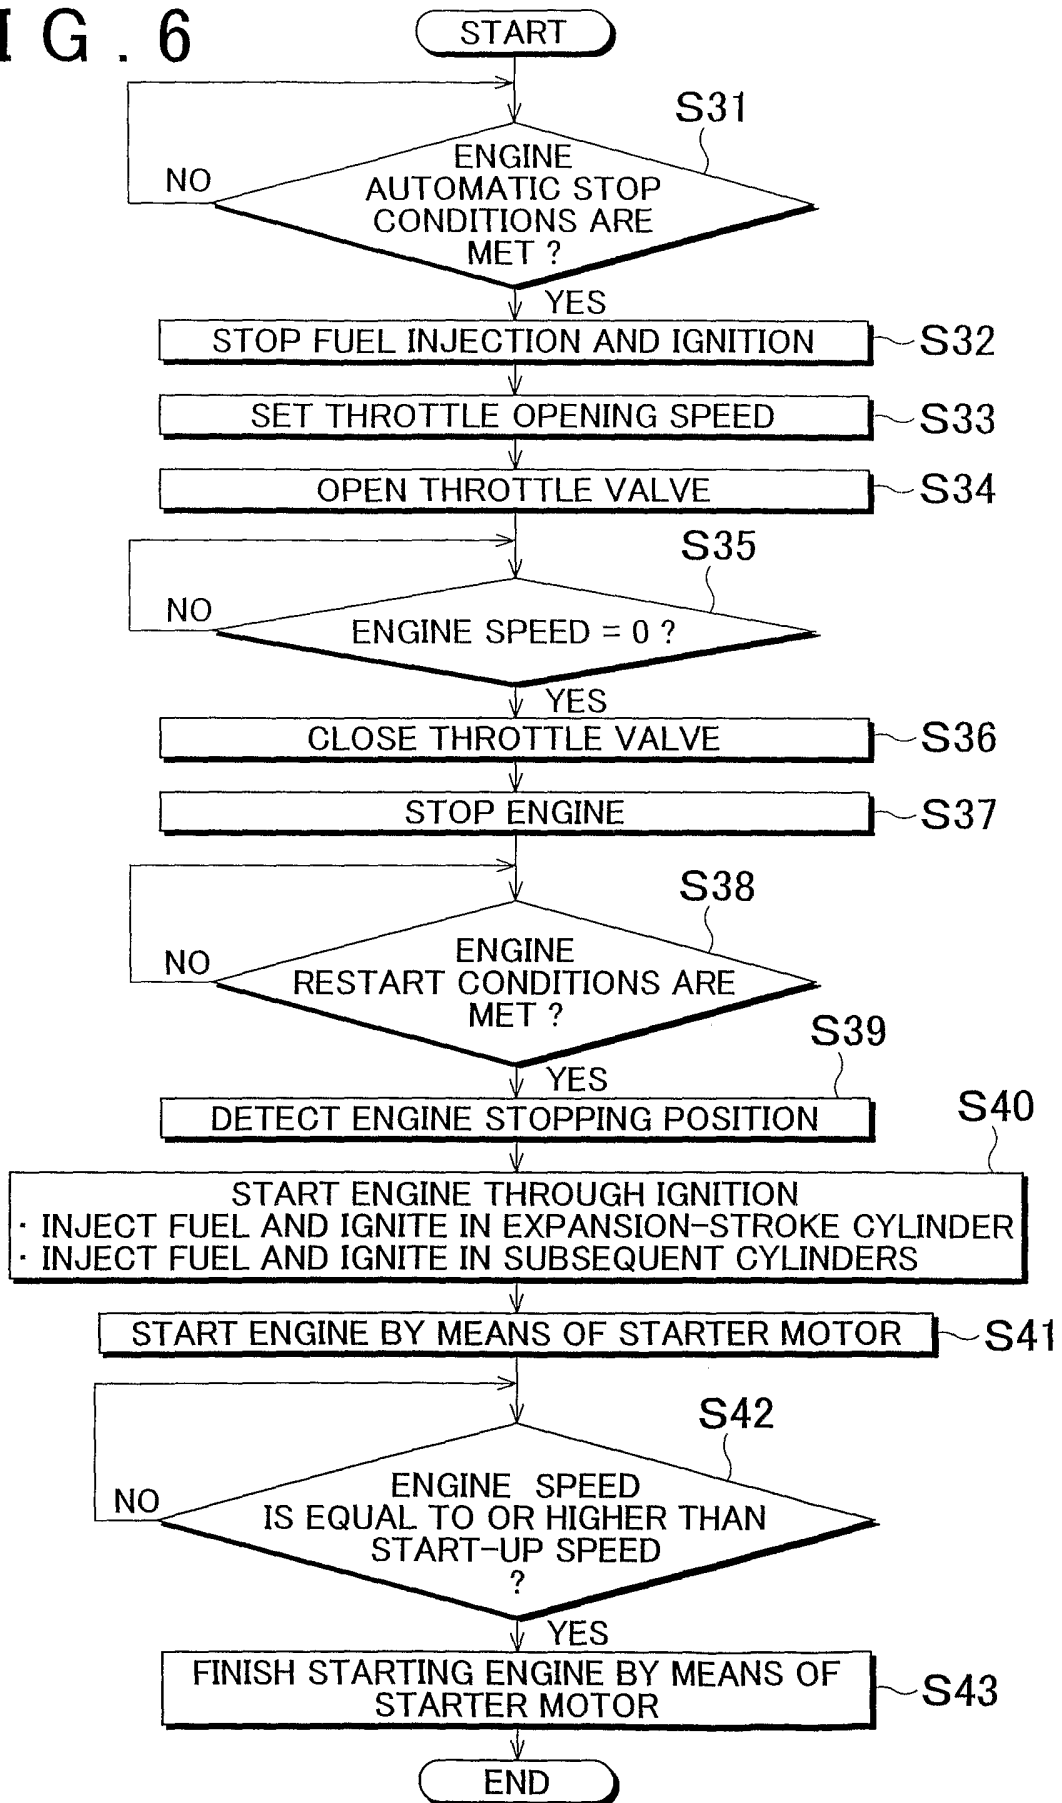 IG.6
START
S31
ENGINE
AUTOMATIC STOP
CONDITIONS ARE
MET ?
NO
YES
STOP FUEL INJECTION AND IGNITION
S32
SET THROTTLE OPENING SPEED
S33
OPEN THROTTLE VALVE
S34
S35
NO
ENGINE SPEED = 0 ?
YES
CLOSE THROTTLE VALVE
S36
STOP ENGINE
S37
S38
ENGINE
RESTART CONDITIONS ARE
MET ?
NO
YES
S39
DETECT ENGINE STOPPING POSITION
S40
START ENGINE THROUGH IGNITION
· INJECT FUEL AND IGNITE IN EXPANSION-STROKE CYLINDER
· INJECT FUEL AND IGNITE IN SUBSEQUENT CYLINDERS
START ENGINE BY MEANS OF STARTER MOTOR
S41
S42
ENGINE SPEED
IS EQUAL TO OR HIGHER THAN
START-UP SPEED
?
NO
YES
FINISH STARTING ENGINE BY MEANS OF
STARTER MOTOR
S43
END